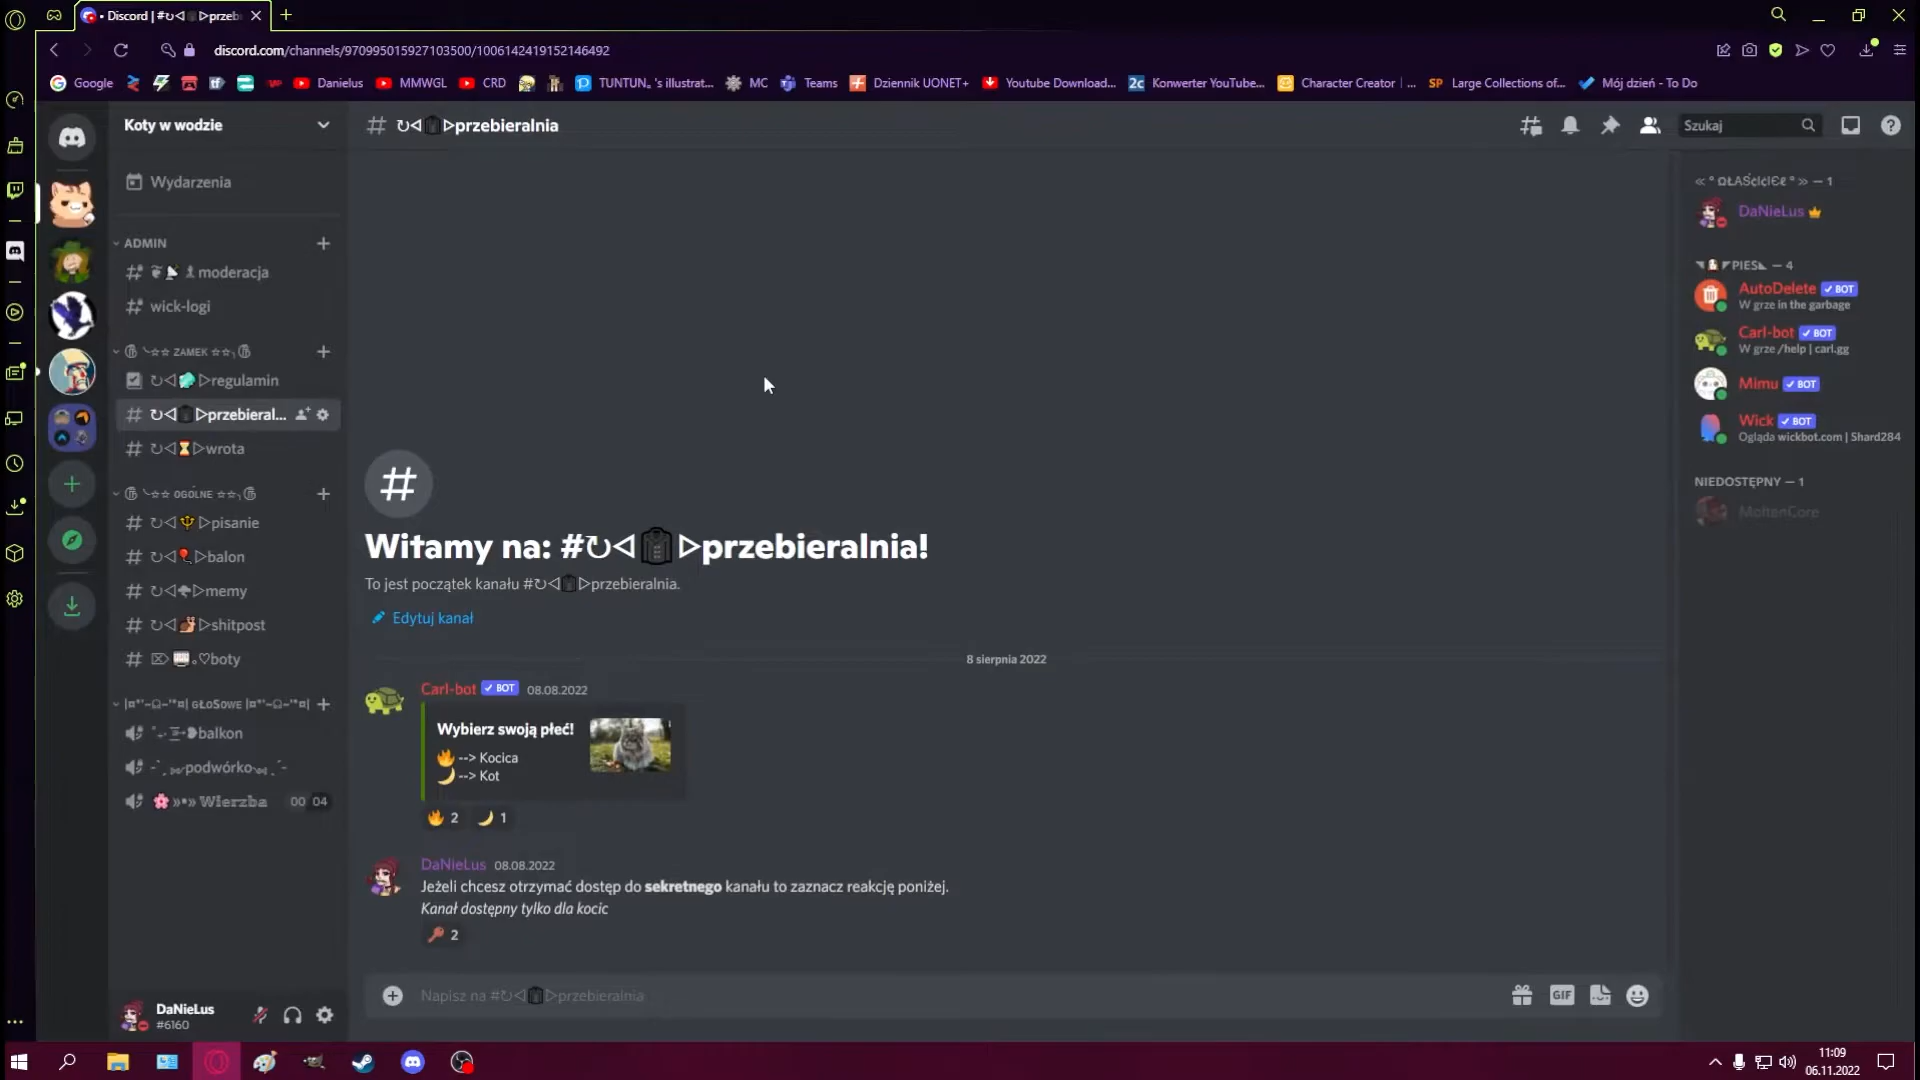 Discord | #↻◁🧥▷przebi
discord.com/channels/970995015927103500/1006142419152146492
Google
Danielus
MMWGL
CRD
TUNTUN。's illustrat...
MC
Teams
Dziennik UONET+
Youtube Download...
Konwerter YouTube...
Character Creator | ...
Large Collections of...
Mój dzień - To Do
Koty w wodzie
# ↻◁🧥▷przebieralnia
Szukaj
Wydarzenia
ADMIN
moderacja
wick-logi
☆☆ ZAMEK ☆☆
↻◁▷regulamin
↻◁🧥▷przebieral...
↻◁⌛▷wrota
☆☆ OGÓLNE ☆☆
↻◁🔱▷pisanie
↻◁🎈▷balon
↻◁🌪▷memy
↻◁🐌▷shitpost
⌦ 。♡boty
GŁoSOWE
balkon
podwórko
🌸 »•» Wierzba 00 04
#
Witamy na: #↻◁🧥▷przebieralnia!
To jest początek kanału #↻◁🧥▷przebieralnia.
Edytuj kanał
8 sierpnia 2022
Carl-bot ✓ BOT 08.08.2022
Wybierz swoją płeć!
🔥 --> Kocica
🌙 --> Kot
🔥 2 🌙 1
DaNieLus 08.08.2022
Jeżeli chcesz otrzymać dostęp do sekretnego kanału to zaznacz reakcję poniżej.
Kanał dostępny tylko dla kocic
2
Napisz na #↻◁🧥▷przebieralnia
GIF
DaNieLus
#6160
— 1
DaNieLus
PIES — 4
AutoDelete ✓ BOT
W grze in the garbage
Carl-bot ✓ BOT
W grze /help | carl.gg
Mimu ✓ BOT
Wick ✓ BOT
Ogląda wickbot.com | Shard284
NIEDOSTĘPNY — 1
MoltenCore
11:09
06.11.2022